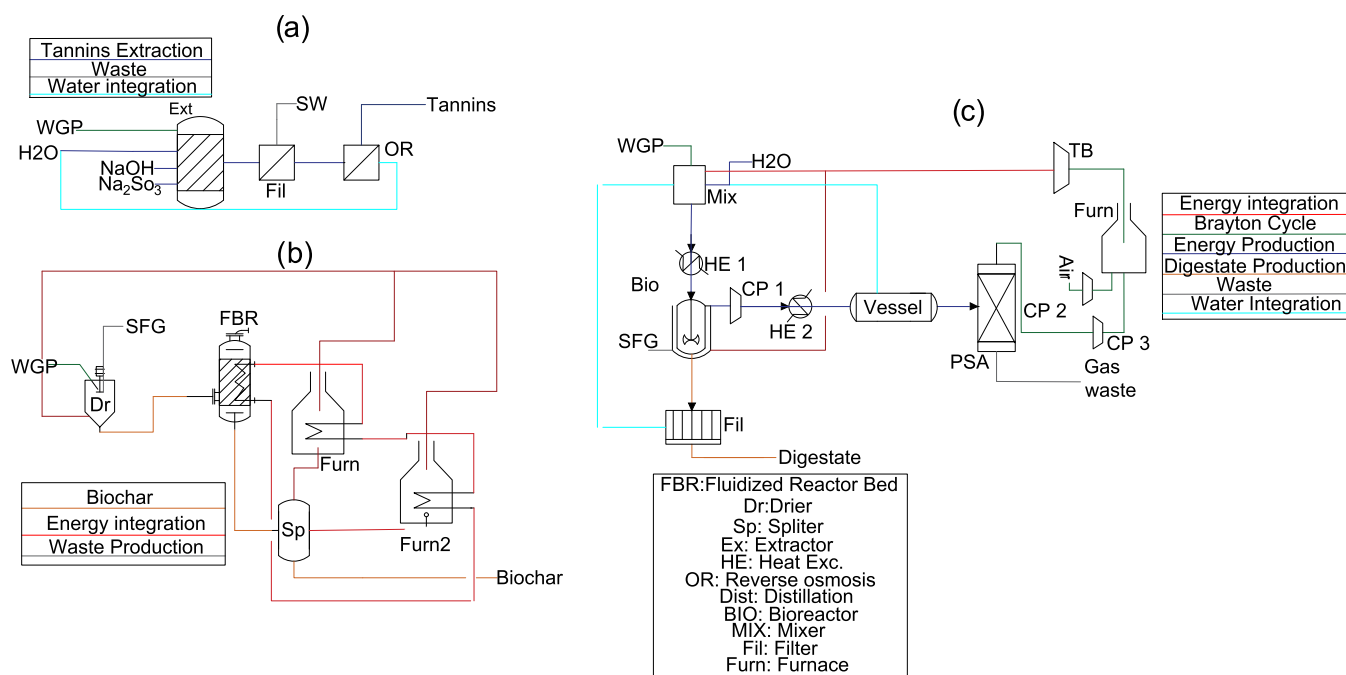 (a)
Tannins Extraction
Waste
Water integration
Ext
WGP
H2O
NaOH
Na2So3
SW
Fil
Tannins
OR
(b)
SFG
WGP
Dr
FBR
Furn
Furn2
Sp
Biochar
Biochar
Energy integration
Waste Production
(c)
WGP
H2O
Mix
TB
Furn
Air
HE 1
Bio
CP 1
HE 2
Vessel
CP 2
CP 3
PSA
Gas
waste
SFG
Fil
Digestate
Energy integration
Brayton Cycle
Energy Production
Digestate Production
Waste
Water Integration
FBR:Fluidized Reactor Bed
Dr:Drier
Sp: Spliter
Ex: Extractor
HE: Heat Exc.
OR: Reverse osmosis
Dist: Distillation
BIO: Bioreactor
MIX: Mixer
Fil: Filter
Furn: Furnace